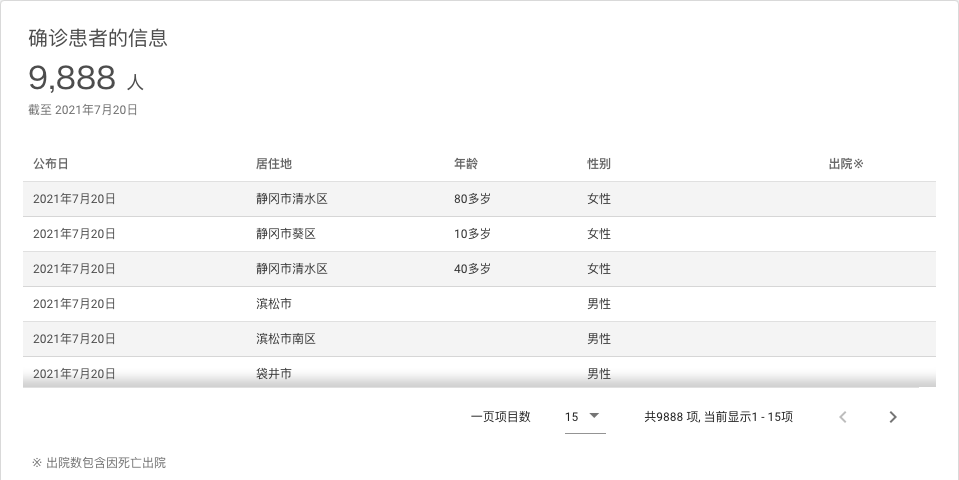 确诊患者的信息
9,888 人
截至 2021年7月20日
公布日 居住地 年龄 性别 出院※
2021年7月20日 静冈市清水区 80多岁 女性
2021年7月20日 静冈市葵区 10多岁 女性
2021年7月20日 静冈市清水区 40多岁 女性
2021年7月20日 滨松市 男性
2021年7月20日 滨松市南区 男性
2021年7月20日 袋井市 男性
一页项目数 15 共9888 项, 当前显示1 - 15项
※ 出院数包含因死亡出院